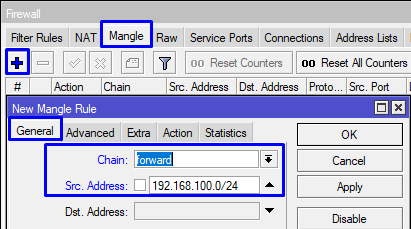 Firewall
Filter Rules NAT Mangle Raw Service Ports Connections Address Lists
00 Reset Counters 00 Reset All Counters
# Action Chain Src. Address Dst. Address Proto... Src. Port
New Mangle Rule
General Advanced Extra Action Statistics
OK
Chain: forward
Cancel
Src. Address: 192.168.100.0/24
Apply
Dst. Address:
Disable